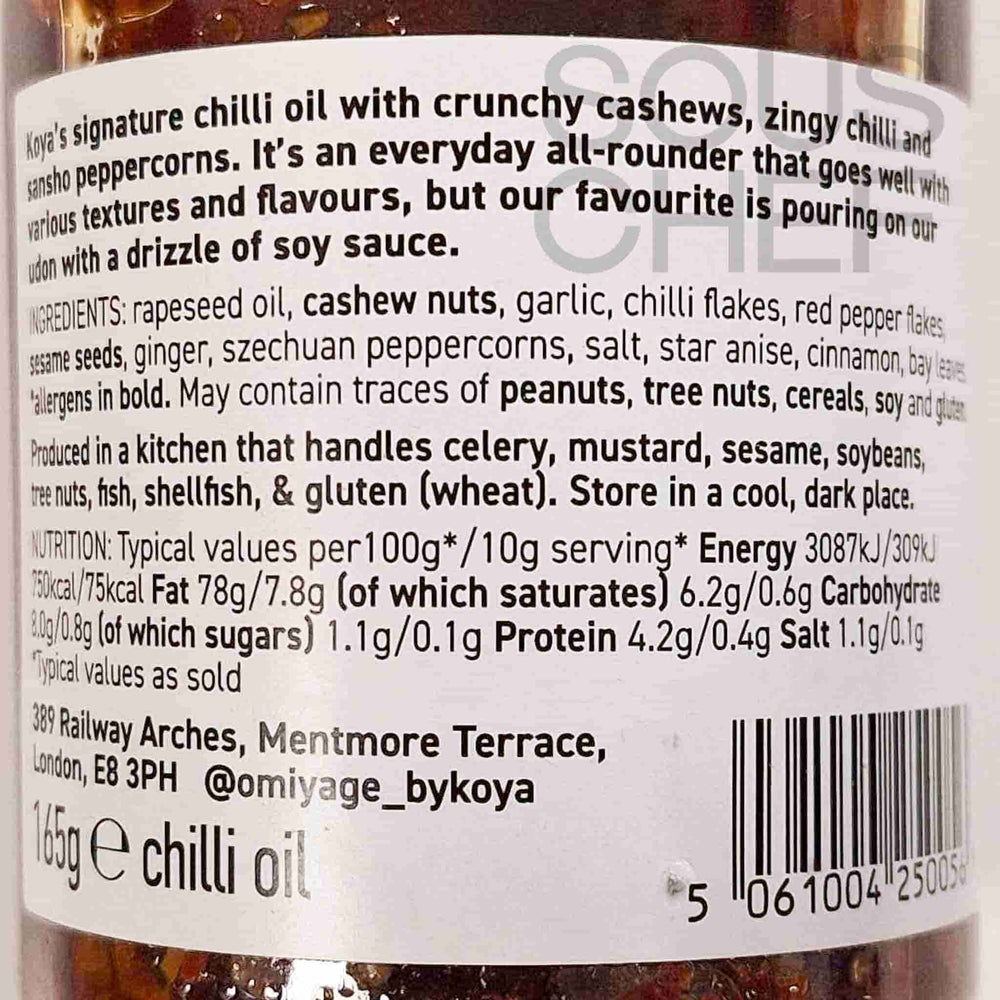 SOUS
CHEF
Koya's signature chilli oil with crunchy cashews, zingy chilli and
sansho peppercorns. It's an everyday all-rounder that goes well with
various textures and flavours, but our favourite is pouring on our
udon with a drizzle of soy sauce.
INGREDIENTS: rapeseed oil, cashew nuts, garlic, chilli flakes, red pepper flakes,
sesame seeds, ginger, szechuan peppercorns, salt, star anise, cinnamon, bay leaves
*allergens in bold. May contain traces of peanuts, tree nuts, cereals, soy and gluten
Produced in a kitchen that handles celery, mustard, sesame, soybeans,
tree nuts, fish, shellfish, & gluten (wheat). Store in a cool, dark place.
NUTRITION: Typical values per100g*/10g serving* Energy 3087kJ/309kJ
750kcal/75kcal Fat 78g/7.8g (of which saturates) 6.2g/0.6g Carbohydrate
8.0g/0.8g (of which sugars) 1.1g/0.1g Protein 4.2g/0.4g Salt 1.1g/0.1g
*Typical values as sold
389 Railway Arches, Mentmore Terrace,
London, E8 3PH @omiyage_bykoya
165g e chilli oil
5 061004 250056